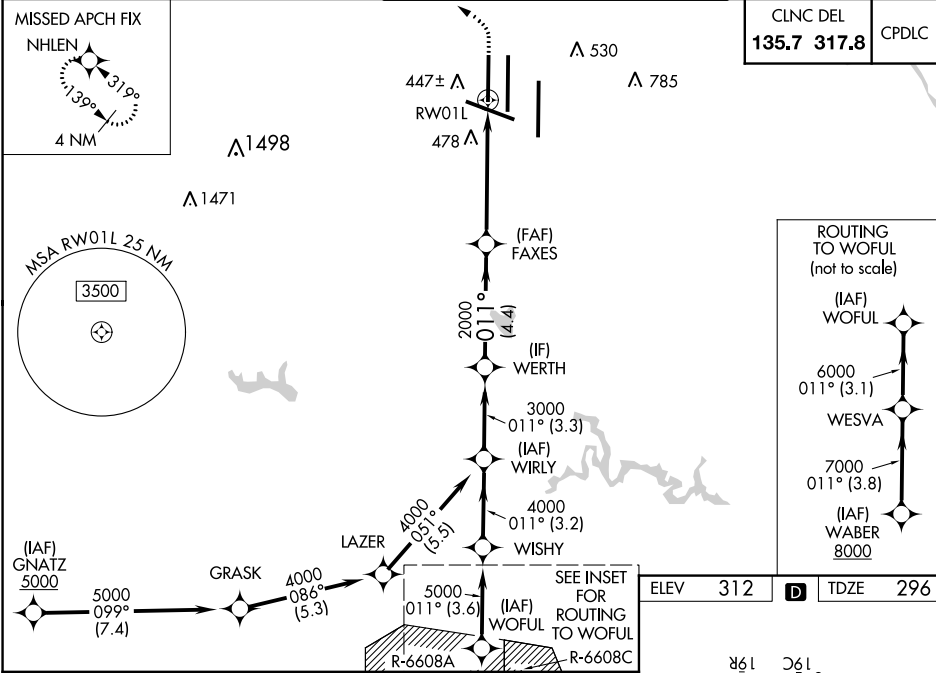 MISSED APCH FIX
NHLEN
319°
139°
4 NM
CLNC DEL
135.7 317.8
CPDLC
530
785
447±
RW01L
478
1498
1471
MSA RW01L 25 NM
3500
(FAF)
FAXES
2000
011°
(4.4)
(IF)
WERTH
3000
011° (3.3)
(IAF)
WIRLY
4000
011° (3.2)
WISHY
4000
051°
(5.5)
LAZER
(IAF)
GNATZ
5000
5000
099°
(7.4)
GRASK
4000
086°
(5.3)
5000
011° (3.6)
(IAF)
WOFUL
SEE INSET
FOR
ROUTING
TO WOFUL
R-6608A
R-6608C
ROUTING
TO WOFUL
(not to scale)
(IAF)
WOFUL
6000
011° (3.1)
WESVA
7000
011° (3.8)
(IAF)
WABER
8000
ELEV 312
D
TDZE 296
19R
19C